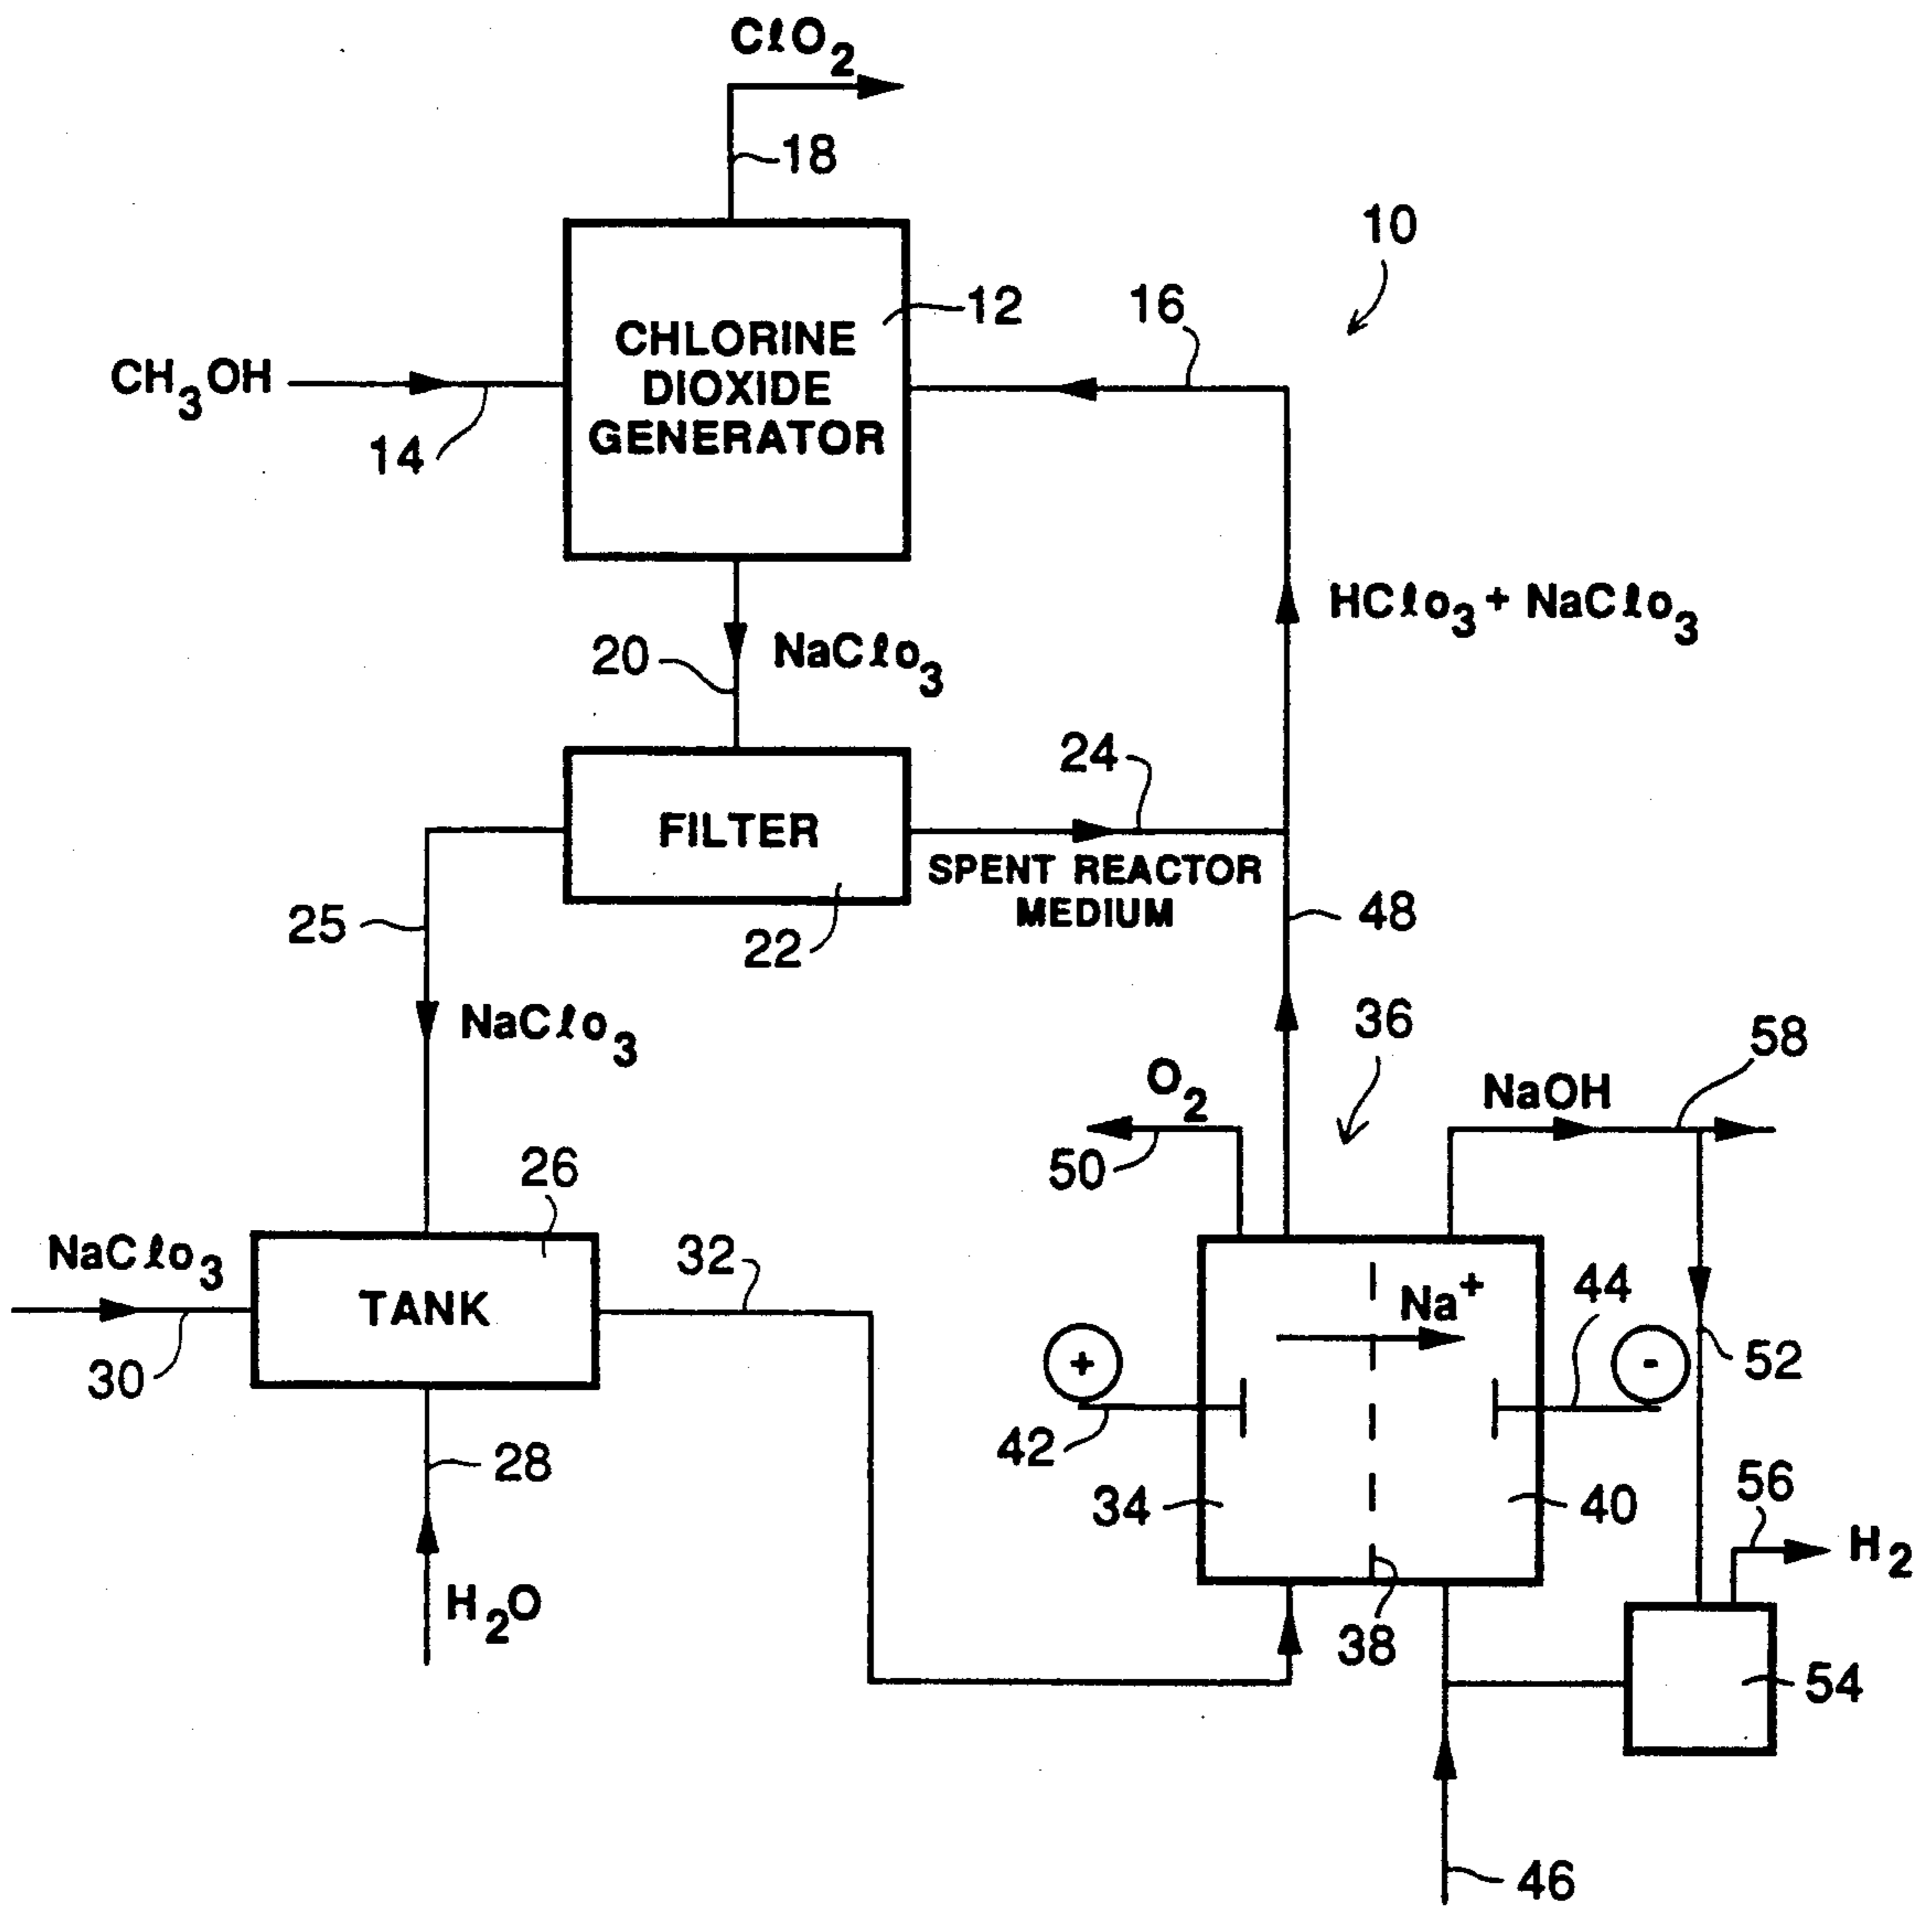 CℓO2
18
10
12
16
CHLORINE
DIOXIDE
GENERATOR
CH3OH
14
HCℓo3 + NaCℓo3
20
NaCℓo3
24
FILTER
SPENT REACTOR
MEDIUM
25
22
48
NaCℓo3
36
58
O2
NaOH
50
26
NaCℓo3
32
TANK
Na+
44
30
+
-
52
42
28
34
40
56
H2
H2O
38
54
46